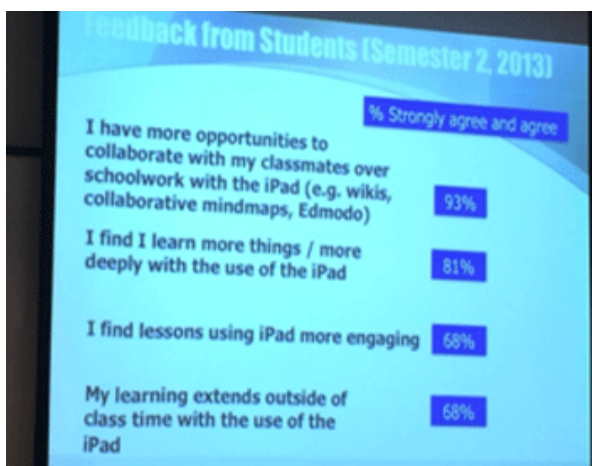 Feedback from Students (Semester 2, 2013)
% Strongly agree and agree
I have more opportunities to
collaborate with my classmates over
schoolwork with the iPad (e.g. wikis,
collaborative mindmaps, Edmodo)
93%
I find I learn more things / more
deeply with the use of the iPad
81%
I find lessons using iPad more engaging
68%
My learning extends outside of
class time with the use of the
iPad
68%